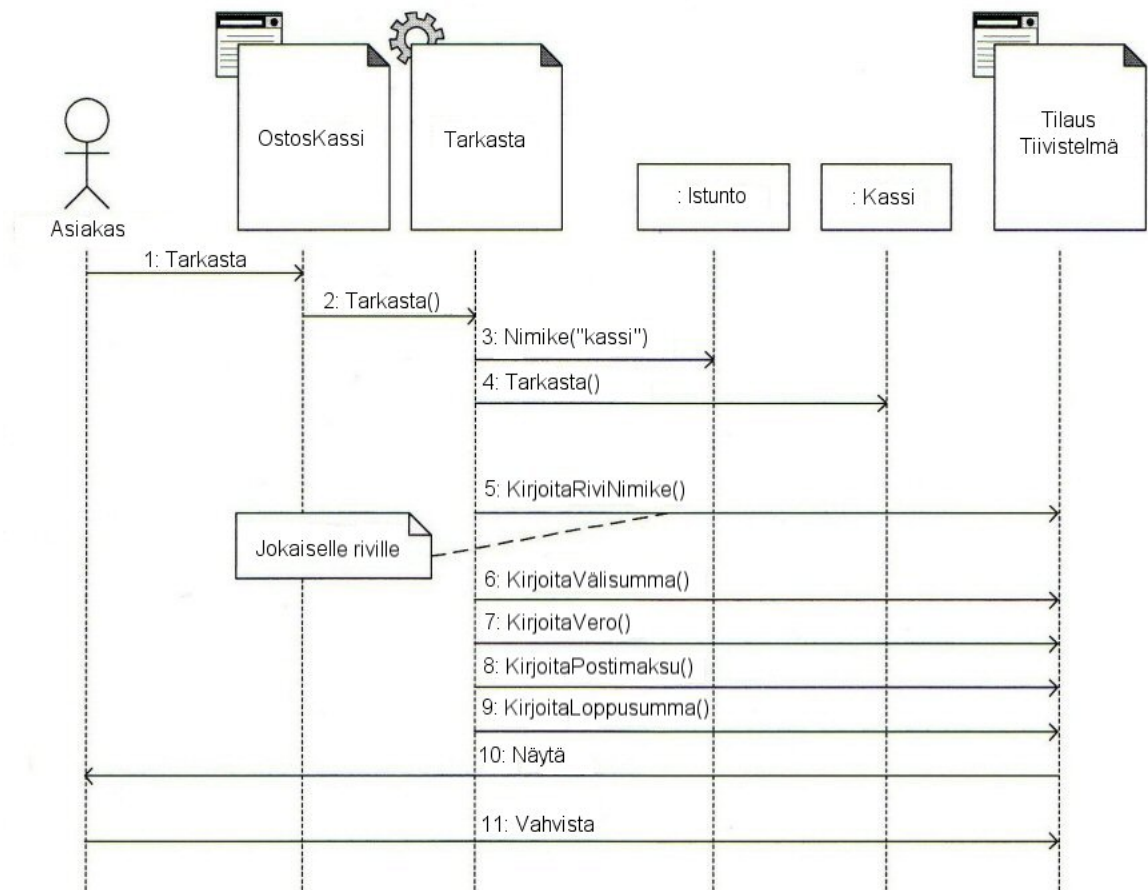 OstosKassi
Tarkasta
Tilaus
Tiivistelmä
: Istunto
: Kassi
Asiakas
1: Tarkasta
2: Tarkasta()
3: Nimike("kassi")
4: Tarkasta()
5: KirjoitaRiviNimike()
Jokaiselle riville
6: KirjoitaVälisumma()
7: KirjoitaVero()
8: KirjoitaPostimaksu()
9: KirjoitaLoppusumma()
10: Näytä
11: Vahvista